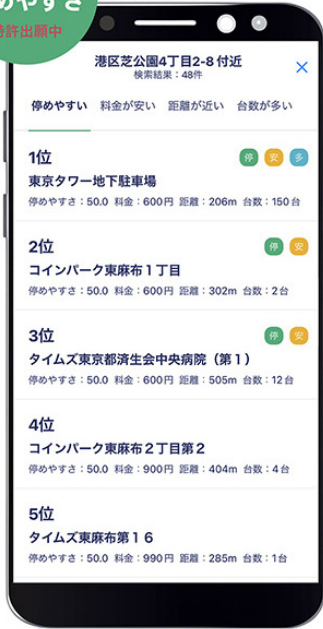 めやすさ
特許出願中
港区芝公園4丁目2-8 付近
検索結果：48件
×
停めやすい 料金が安い 距離が近い 台数が多い
1位 停 安 多
東京タワー地下駐車場
停めやすさ：50.0 料金：600円 距離：206m 台数：150台
2位 停 安
コインパーク東麻布１丁目
停めやすさ：50.0 料金：600円 距離：302m 台数：2台
3位 停 安
タイムズ東京都済生会中央病院（第１）
停めやすさ：50.0 料金：600円 距離：505m 台数：12台
4位
コインパーク東麻布２丁目第２
停めやすさ：50.0 料金：900円 距離：404m 台数：4台
5位
タイムズ東麻布第１６
停めやすさ：50.0 料金：990円 距離：285m 台数：1台